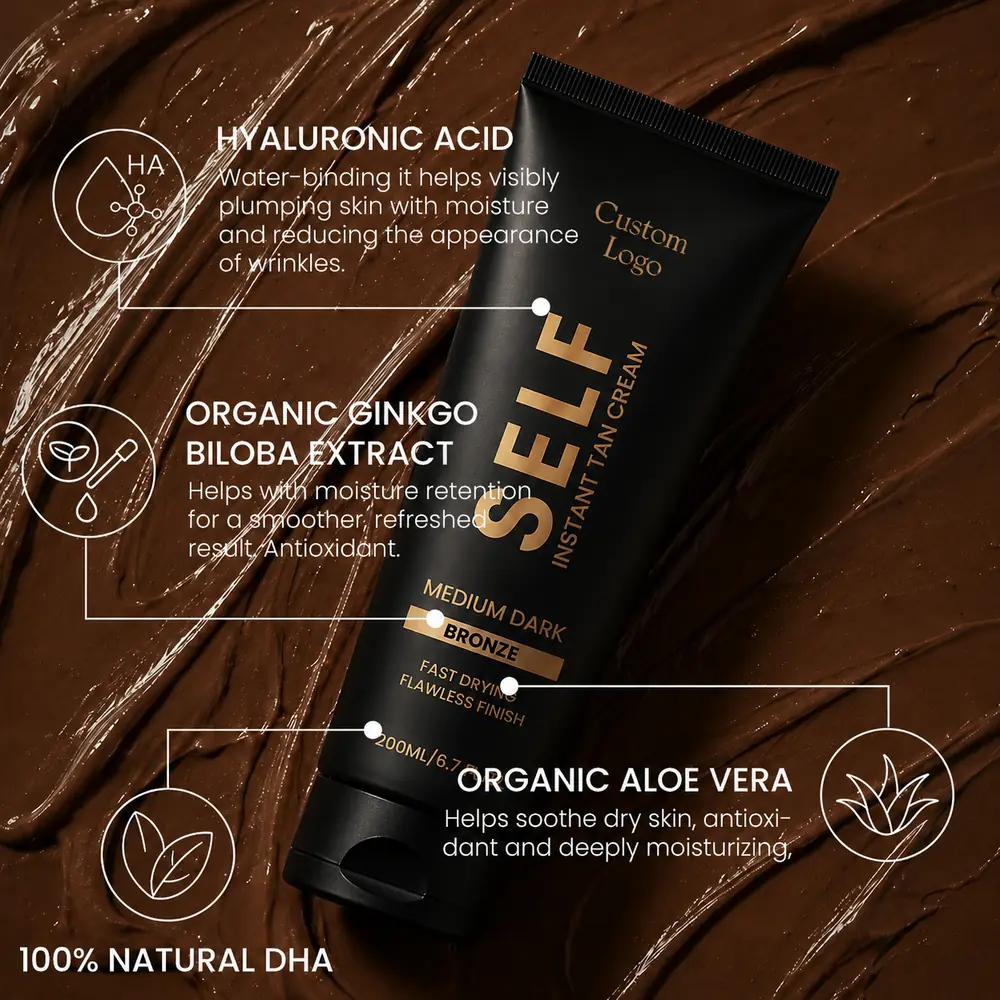 HA
HYALURONIC ACID
Water-binding it helps visibly
plumping skin with moisture
and reducing the appearance
of wrinkles.
Custom
Logo
SELF
INSTANT TAN CREAM
ORGANIC GINKGO
BILOBA EXTRACT
Helps with moisture retention
for a smoother, refreshed
result. Antioxidant.
MEDIUM DARK
BRONZE
FAST DRYING
FLAWLESS FINISH
200ML/6.7
ORGANIC ALOE VERA
Helps soothe dry skin, antioxi-
dant and deeply moisturizing,
100% NATURAL DHA